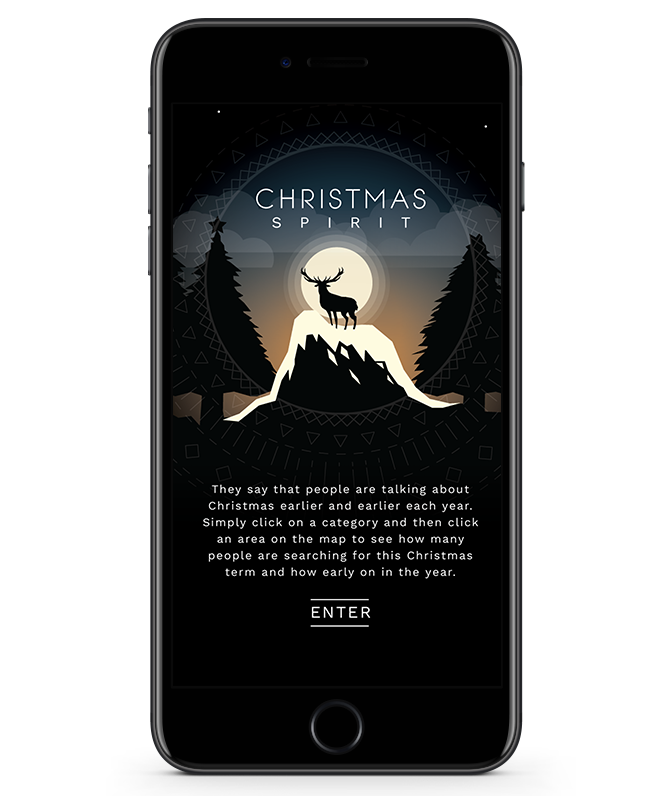 CHRISTMAS
SPIRIT
They say that people are talking about
Christmas earlier and earlier each year.
Simply click on a category and then click
an area on the map to see how many
people are searching for this Christmas
term and how early on in the year.
ENTER